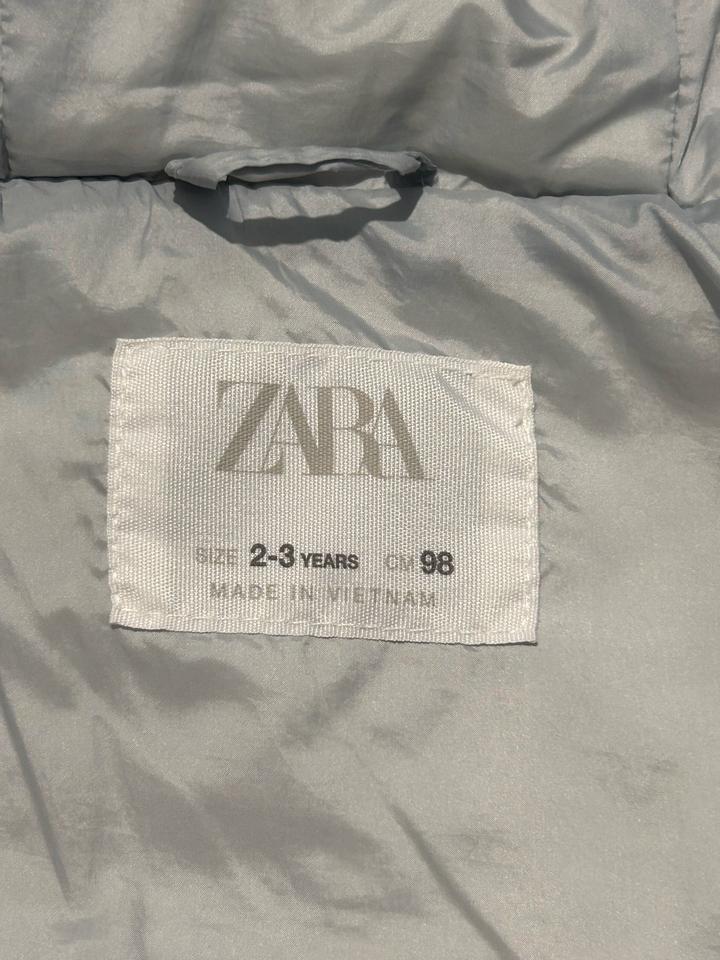 ZARA
SIZE 2-3 YEARS CM 98
MADE IN VIETNAM